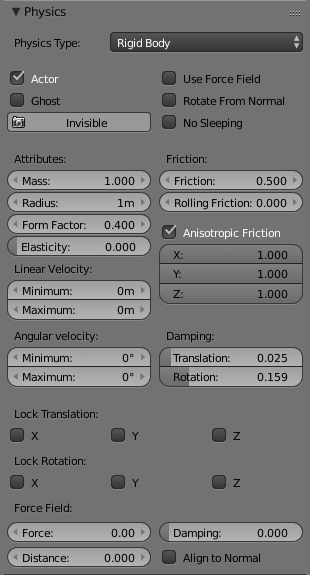 Physics
Physics Type: Rigid Body
Actor Use Force Field
Ghost Rotate From Normal
Invisible No Sleeping
Attributes: Friction:
Mass: 1.000 Friction: 0.500
Radius: 1m Rolling Friction: 0.000
Form Factor: 0.400
Elasticity: 0.000 Anisotropic Friction
Linear Velocity: X: 1.000
Minimum: 0m Y: 1.000
Maximum: 0m Z: 1.000
Angular velocity: Damping:
Minimum: 0° Translation: 0.025
Maximum: 0° Rotation: 0.159
Lock Translation:
X Y Z
Lock Rotation:
X Y Z
Force Field:
Force: 0.00 Damping: 0.000
Distance: 0.000 Align to Normal